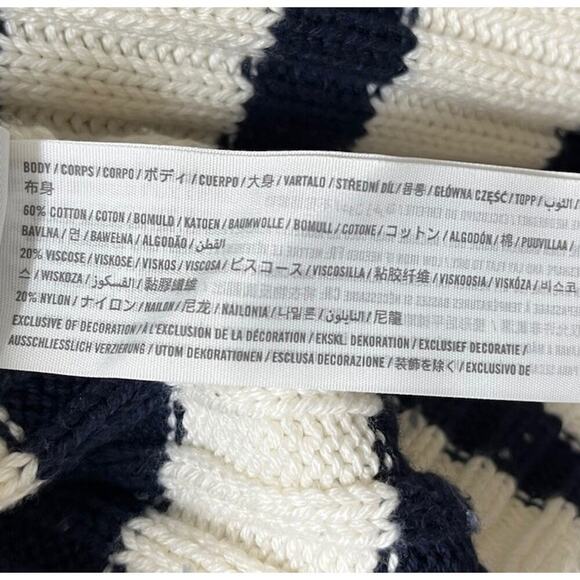 BODY / CORPS / CORPO / ボディ / CUERPO / 大身 / VARTALO / STŘEDNÍ DÍL / 몸통 / GŁÓWNA CZĘŚĆ / TOPP / الثوب /
布身
60% COTTON / COTON / BOMULD / KATOEN / BAUMWOLLE / BOMULL / COTONE / コットン / ALGODÓN / 棉 / PUUVILLAA /
BAVLNA / 면 / BAWEŁNA / ALGODÃO / القطن
20% VISCOSE / VISKOSE / VISKOS / VISCOSA / ビスコース / VISCOSILLA / 粘胶纤维 / VISKOOSIA / VISKÓZA / 비스코
스 / WISKOZA / الفسكوز / 黏膠纖維
20% NYLON / ナイロン / NAILON / 尼龙 / NAILONIA / 나일론 / النايلون / 尼龍
EXCLUSIVE OF DECORATION / À L'EXCLUSION DE LA DÉCORATION / EKSKL. DEKORATION / EXCLUSIEF DECORATIE /
AUSSCHLIESSLICH VERZIERUNG / UTOM DEKORATIONEN / ESCLUSA DECORAZIONE / 装飾を除く / EXCLUSIVO DE